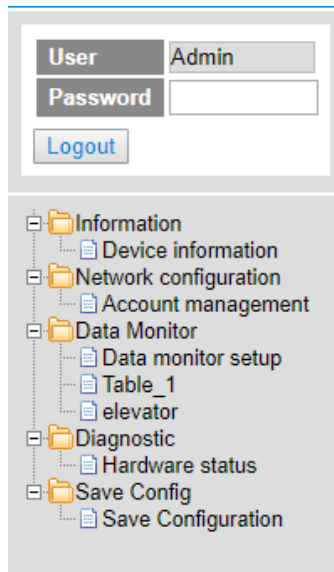 User Admin
Password
Logout
Information
Device information
Network configuration
Account management
Data Monitor
Data monitor setup
Table_1
elevator
Diagnostic
Hardware status
Save Config
Save Configuration